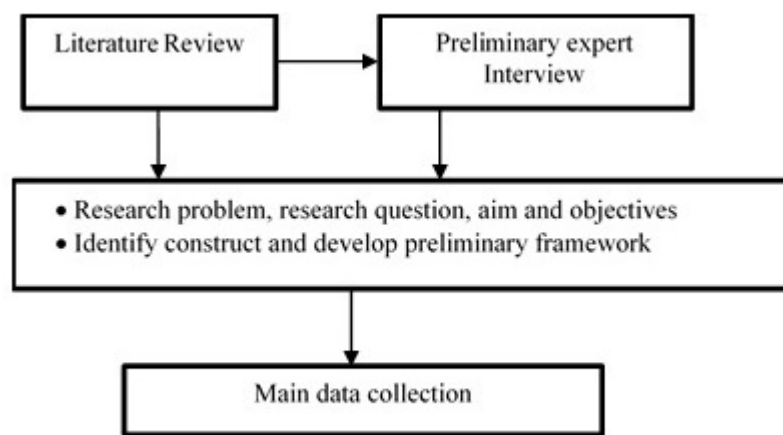 Literature Review
Preliminary expert
Interview
• Research problem, research question, aim and objectives
• Identify construct and develop preliminary framework
Main data collection